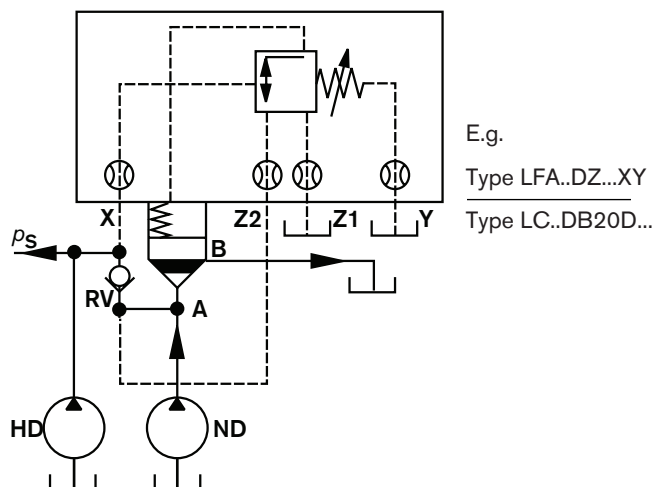 E.g.
Type LFA..DZ...XY
Type LC..DB20D...
X
Z2
Z1
Y
pS
B
RV
A
HD
ND